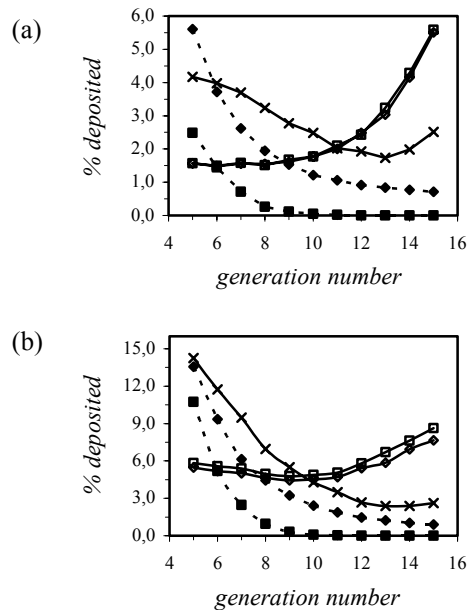 (a)
6,0
5,0
4,0
3,0
2,0
1,0
0,0
% deposited
4 6 8 10 12 14 16
generation number
(b)
15,0
12,0
9,0
6,0
3,0
0,0
% deposited
4 6 8 10 12 14 16
generation number